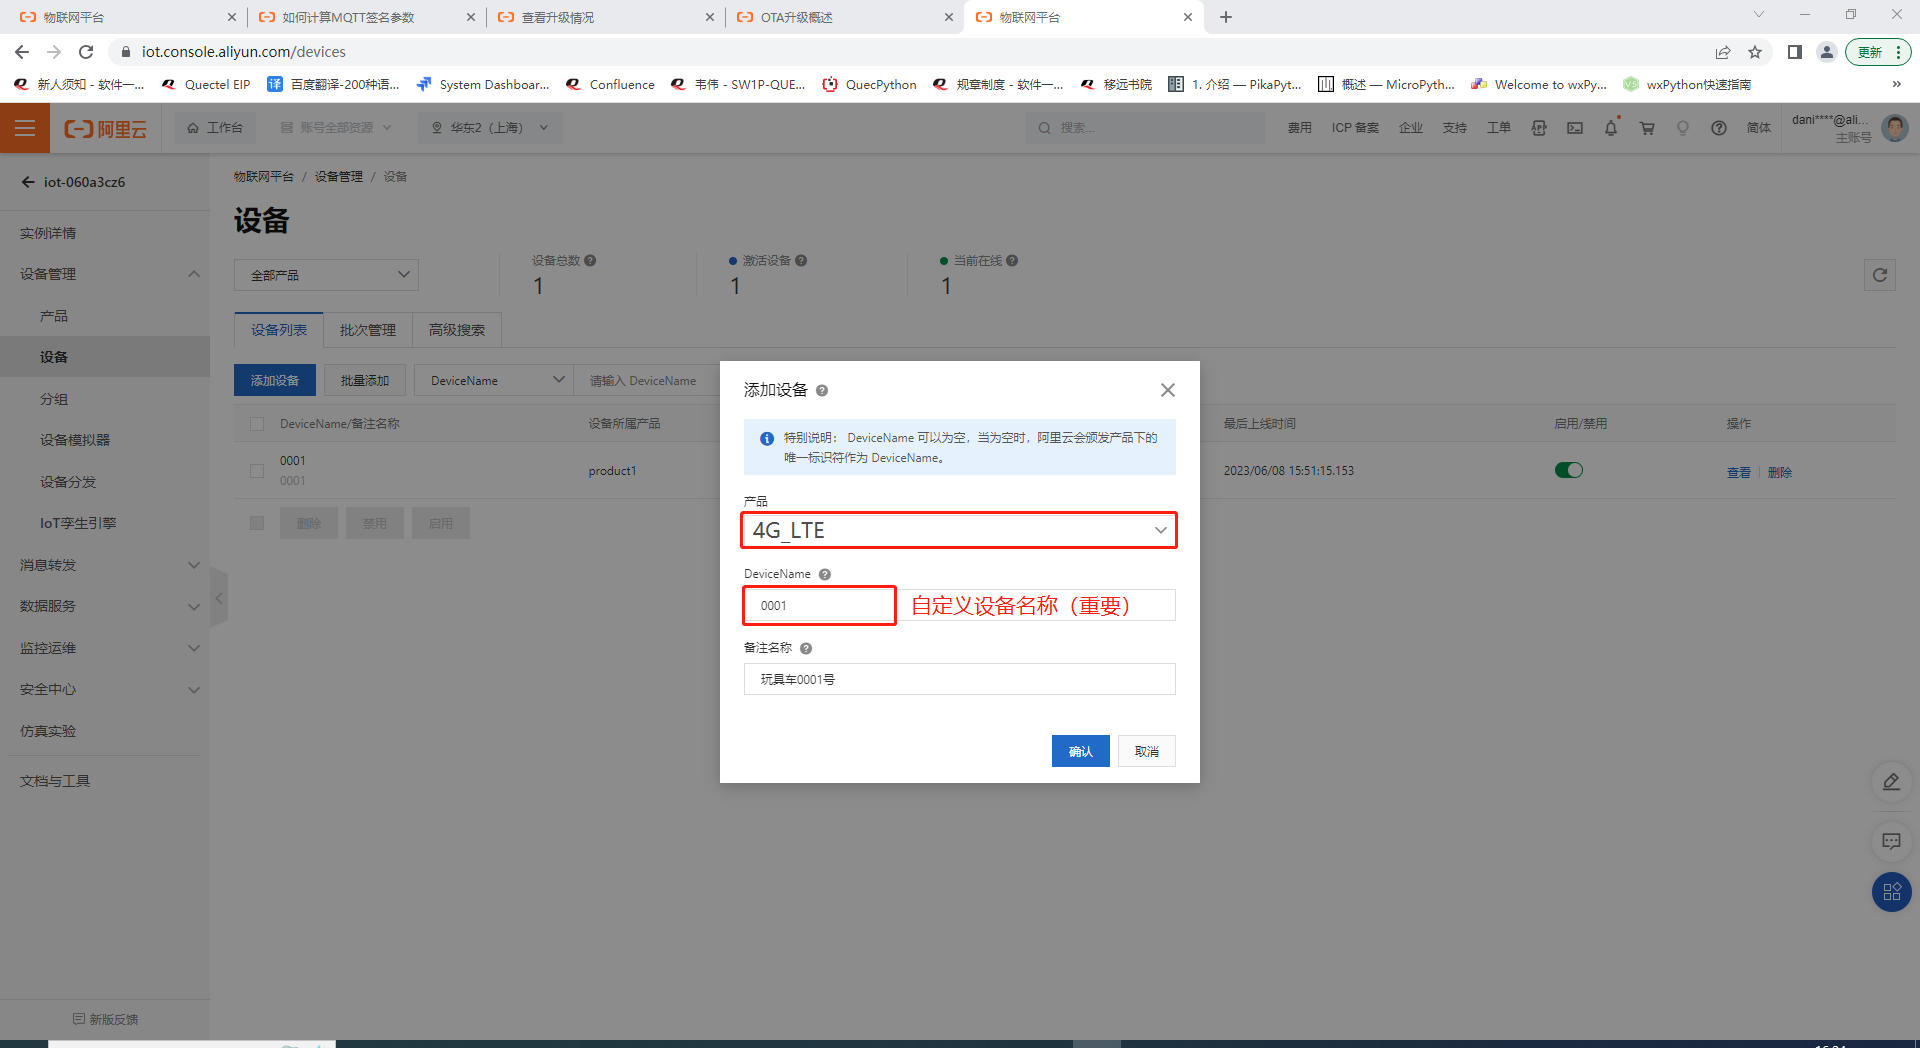 物联网平台
如何计算MQTT签名参数
查看升级情况
OTA升级概述
物联网平台
iot.console.aliyun.com/devices
更新
新人须知 - 软件一...
Quectel EIP
译 百度翻译-200种语...
System Dashboar...
Confluence
韦伟 - SW1P-QUE...
QuecPython
规章制度 - 软件一...
移远书院
1. 介绍 — PikaPyt...
概述 — MicroPyth...
Welcome to wxPy...
wxPython快速指南
»
阿里云
工作台
账号全部资源
华东2（上海）
搜索...
费用
ICP 备案
企业
支持
工单
简体
dani****@ali...
主账号
iot-060a3cz6
实例详情
设备管理
产品
设备
分组
设备模拟器
设备分发
IoT孪生引擎
消息转发
数据服务
监控运维
安全中心
仿真实验
文档与工具
新版反馈
物联网平台 / 设备管理 / 设备
设备
全部产品
设备总数
1
激活设备
1
当前在线
1
设备列表
批次管理
高级搜索
添加设备
批量添加
DeviceName
请输入 DeviceName
DeviceName/备注名称
设备所属产品
最后上线时间
启用/禁用
操作
0001
0001
product1
2023/06/08 15:51:15.153
查看
删除
删除
禁用
启用
添加设备
特别说明： DeviceName 可以为空，当为空时，阿里云会颁发产品下的
唯一标识符作为 DeviceName。
产品
4G_LTE
DeviceName
0001
自定义设备名称（重要）
备注名称
玩具车0001号
确认
取消